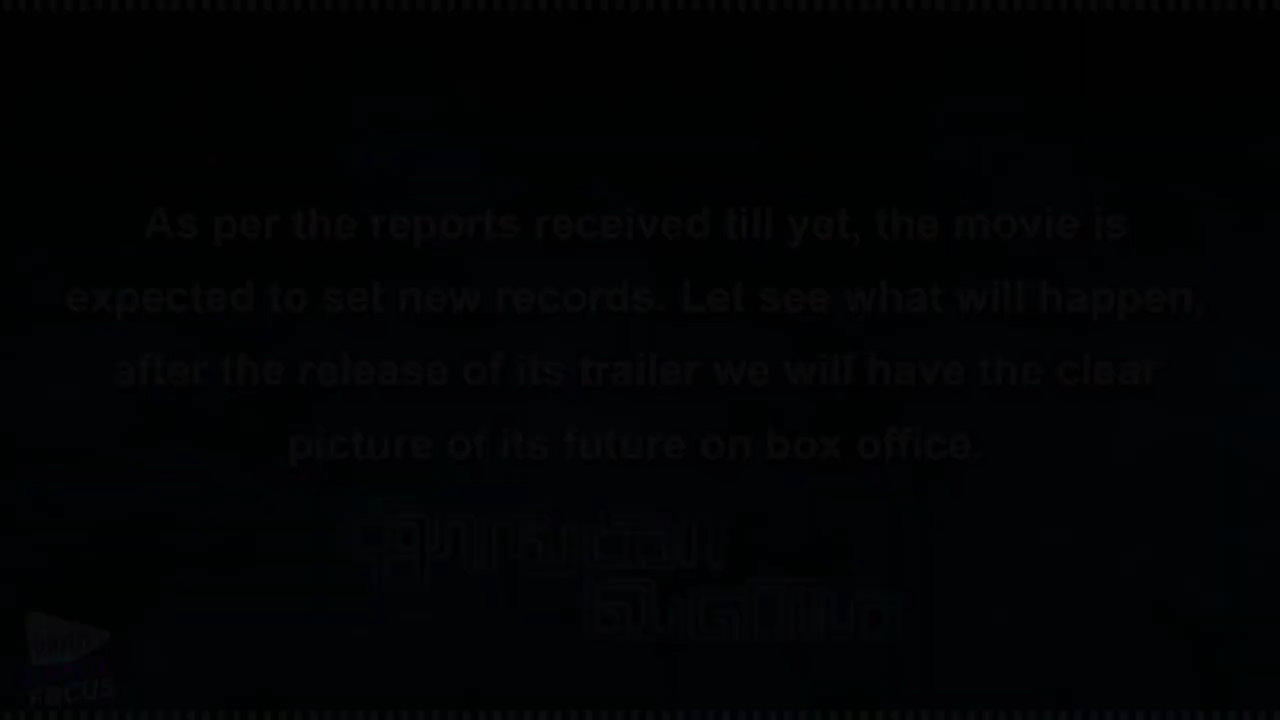 As per the reports received till yet, the movie is
expected to set new records. Let see what will happen,
after the release of its trailer we will have the clear
picture of its future on box office.
தூங்கா
வேதாளம்
FOCUS